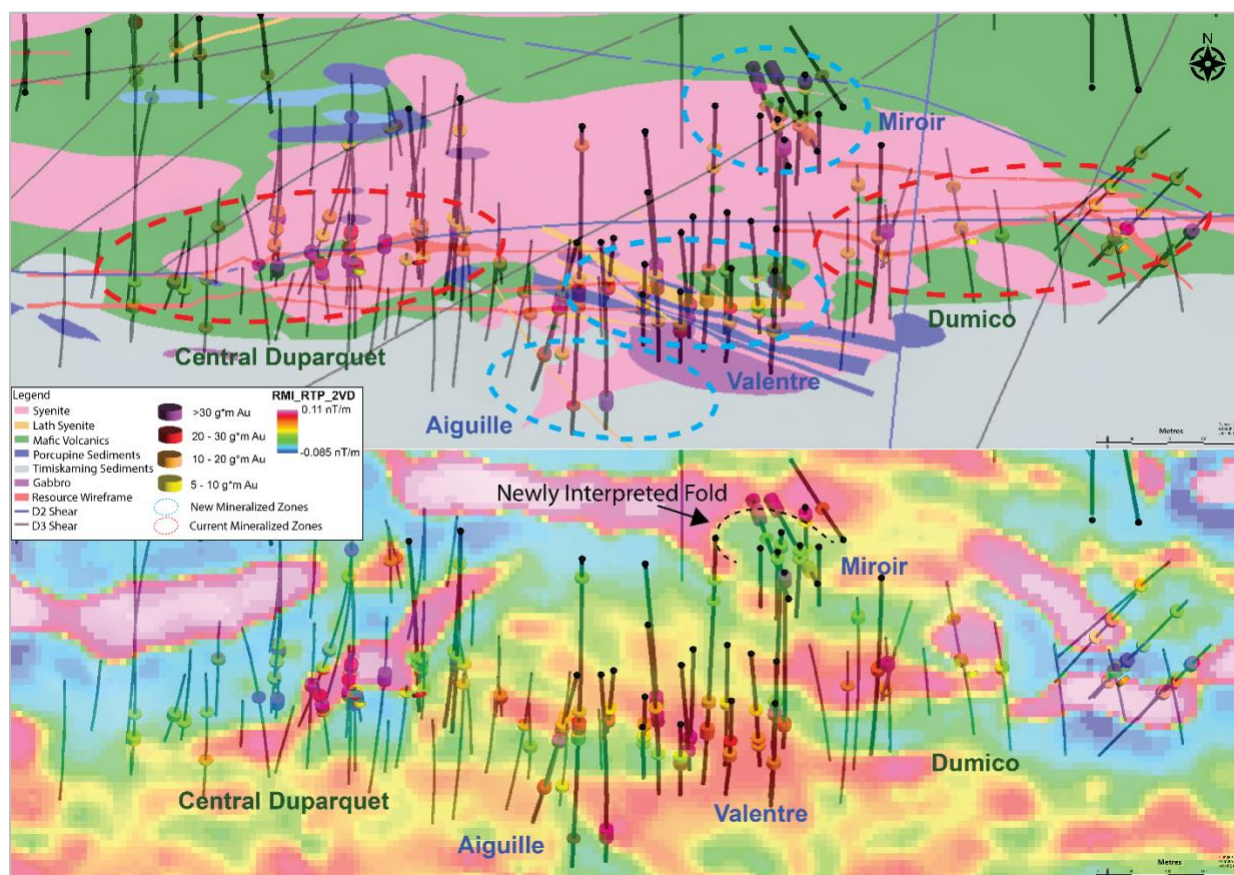 N
Miroir
Central Duparquet
Dumico
Valentre
Aiguille
Legend
Syenite
Lath Syenite
Mafic Volcanics
Porcupine Sediments
Timiskaming Sediments
Gabbro
Resource Wireframe
D2 Shear
D3 Shear
>30 g*m Au
20 - 30 g*m Au
10 - 20 g*m Au
5 - 10 g*m Au
New Mineralized Zones
Current Mineralized Zones
RMI_RTP_2VD
0.11 nT/m
-0.085 nT/m
Metres
Newly Interpreted Fold
Miroir
Dumico
Central Duparquet
Valentre
Aiguille
Metres